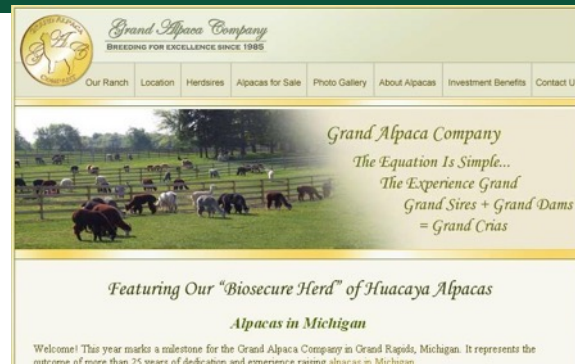 Grand Alpaca Company
BREEDING FOR EXCELLENCE SINCE 1985
GRAND ALPACA
GAC
COMPANY
Our Ranch Location Herdsires Alpacas for Sale Photo Gallery About Alpacas Investment Benefits Contact U
Grand Alpaca Company
The Equation Is Simple...
The Experience Grand
Grand Sires + Grand Dams
= Grand Crias
Featuring Our “Biosecure Herd” of Huacaya Alpacas
Alpacas in Michigan
Welcome! This year marks a milestone for the Grand Alpaca Company in Grand Rapids, Michigan. It represents the
outcome of more than 25 years of dedication and experience raising alpacas in Michigan